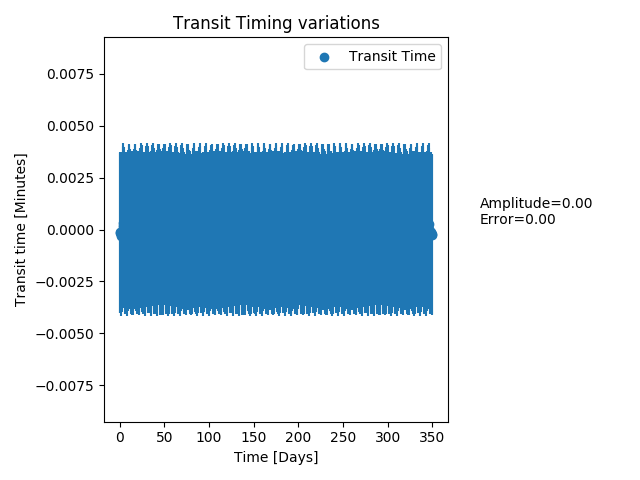 Transit Timing variations
Transit Time
0.0075
0.0050
0.0025
0.0000
−0.0025
−0.0050
−0.0075
Transit time [Minutes]
0 50 100 150 200 250 300 350
Time [Days]
Amplitude=0.00
Error=0.00